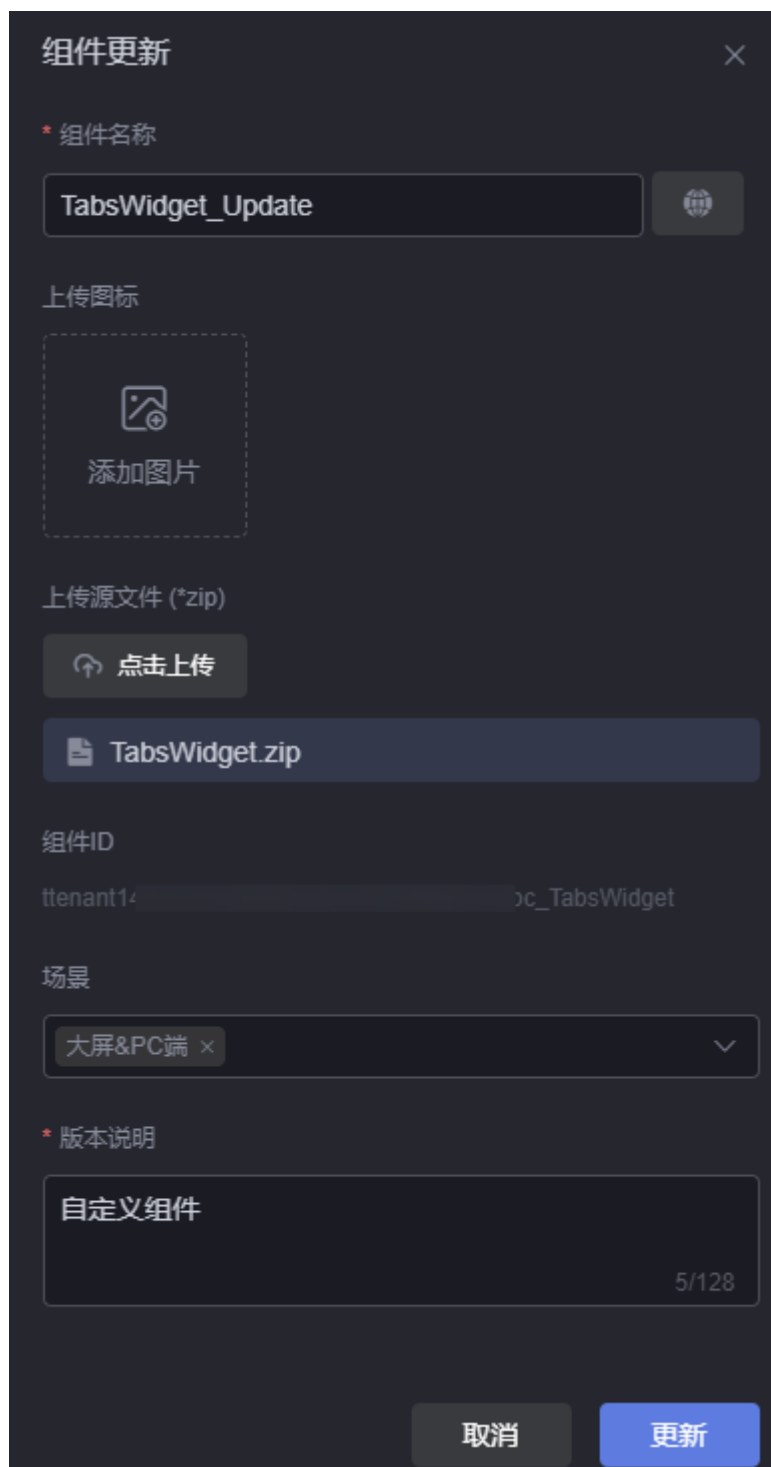 组件更新
* 组件名称
TabsWidget_Update
上传图标
添加图片
上传源文件 (*zip)
点击上传
TabsWidget.zip
组件ID
ttenant14 pc_TabsWidget
场景
大屏&PC端 ×
* 版本说明
自定义组件
5/128
取消 更新